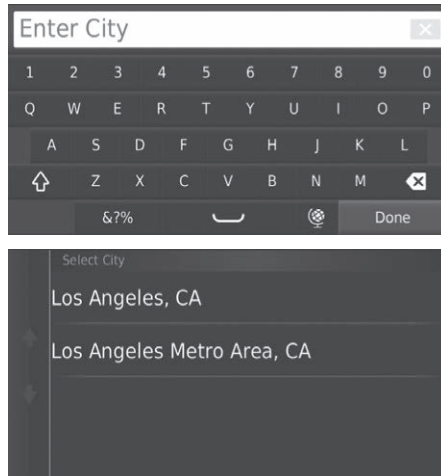 Enter City
1 2 3 4 5 6 7 8 9 0
Q W E R T Y U I O P
A S D F G H J K L
Z X C V B N M
&?% Done
Select City
Los Angeles, CA
Los Angeles Metro Area, CA